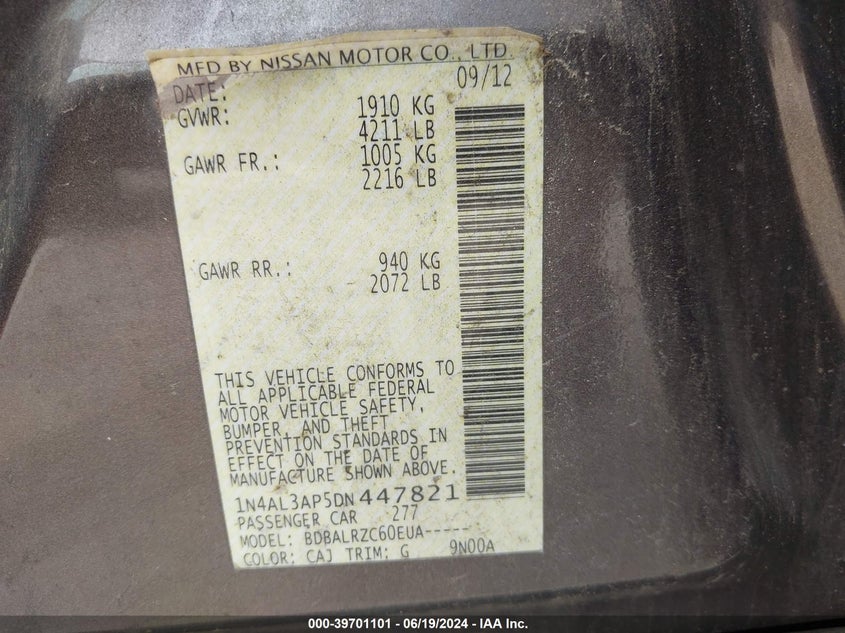 MFD BY NISSAN MOTOR CO., LTD
DATE: 09/12
GVWR: 1910 KG
4211 LB
GAWR FR.: 1005 KG
2216 LB
GAWR RR.: 940 KG
2072 LB
THIS VEHICLE CONFORMS TO
ALL APPLICABLE FEDERAL
MOTOR VEHICLE SAFETY,
BUMPER, AND THEFT
PREVENTION STANDARDS IN
EFFECT ON THE DATE OF
MANUFACTURE SHOWN ABOVE.
1N4AL3AP5DN447821
PASSENGER CAR 277
MODEL: BDBALRZC60EUA-----
COLOR: CAJ TRIM: G 9N00A
000-39701101 - 06/19/2024 - IAA Inc.